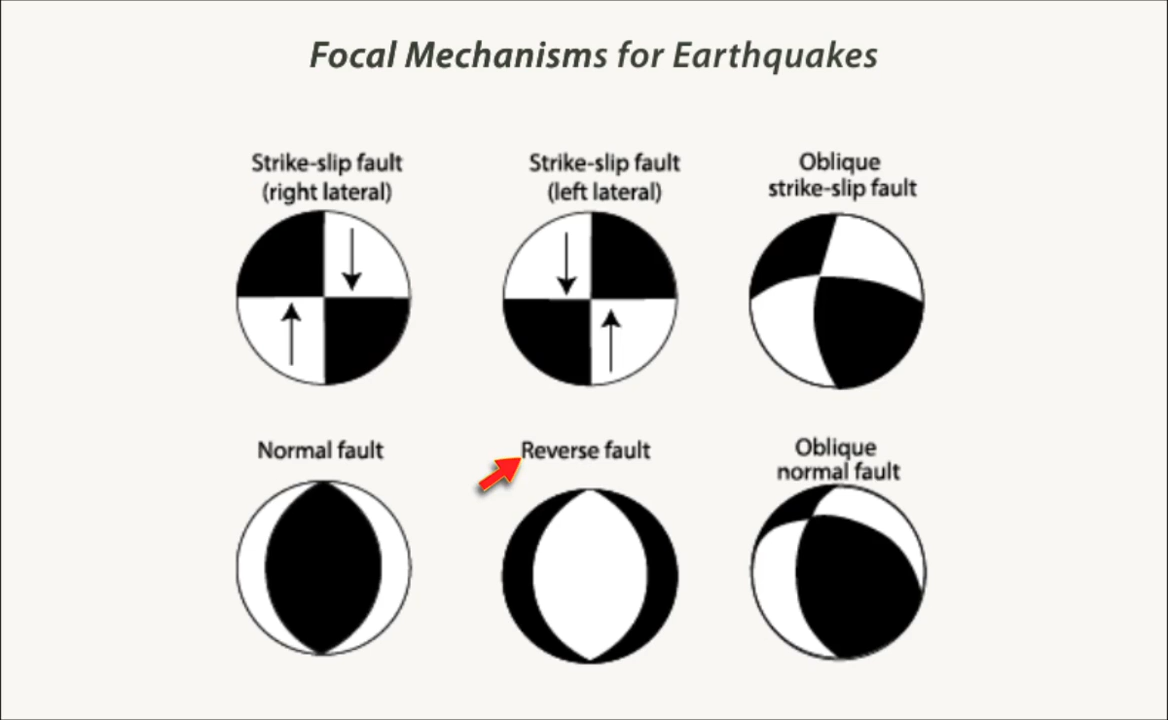 Focal Mechanisms for Earthquakes
Strike-slip fault
(right lateral)
Strike-slip fault
(left lateral)
Oblique
strike-slip fault
Normal fault
Reverse fault
Oblique
normal fault